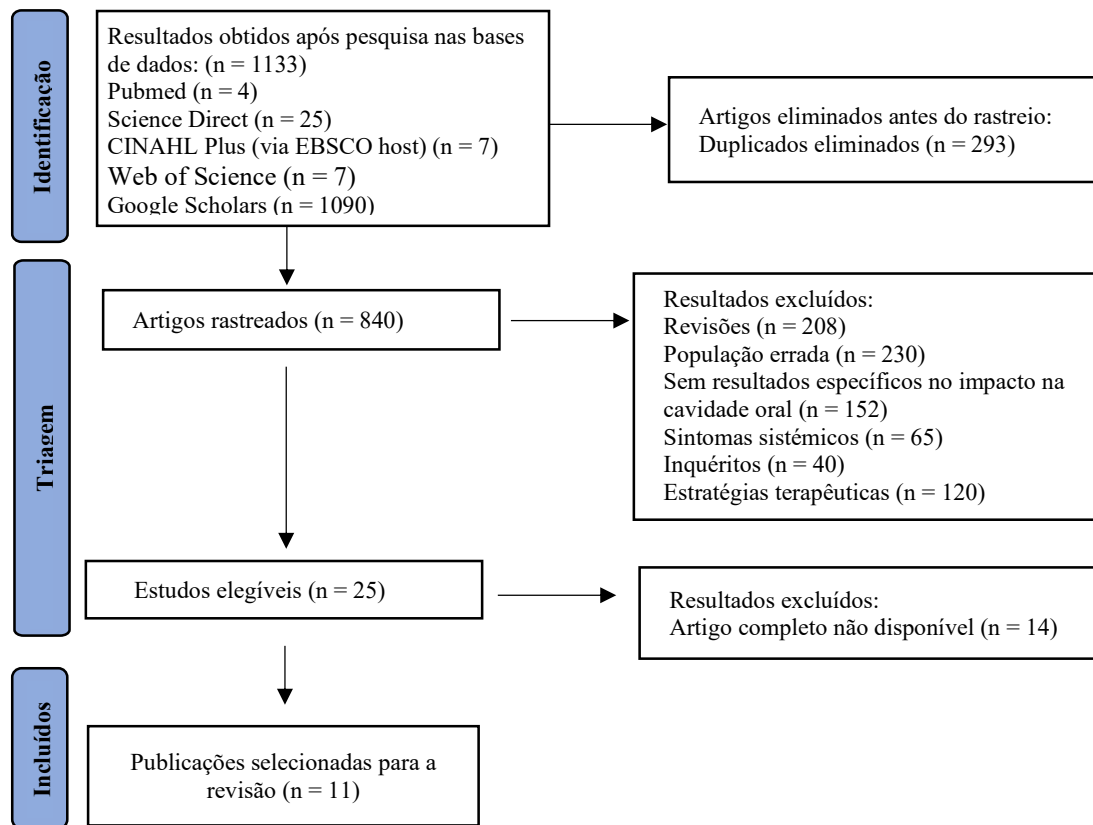 Identificação
Resultados obtidos após pesquisa nas bases
de dados: (n = 1133)
Pubmed (n = 4)
Science Direct (n = 25)
CINAHL Plus (via EBSCO host) (n = 7)
Web of Science (n = 7)
Google Scholars (n = 1090)
Artigos eliminados antes do rastreio:
Duplicados eliminados (n = 293)
Triagem
Artigos rastreados (n = 840)
Resultados excluídos:
Revisões (n = 208)
População errada (n = 230)
Sem resultados específicos no impacto na
cavidade oral (n = 152)
Sintomas sistémicos (n = 65)
Inquéritos (n = 40)
Estratégias terapêuticas (n = 120)
Estudos elegíveis (n = 25)
Resultados excluídos:
Artigo completo não disponível (n = 14)
Incluídos
Publicações selecionadas para a
revisão (n = 11)